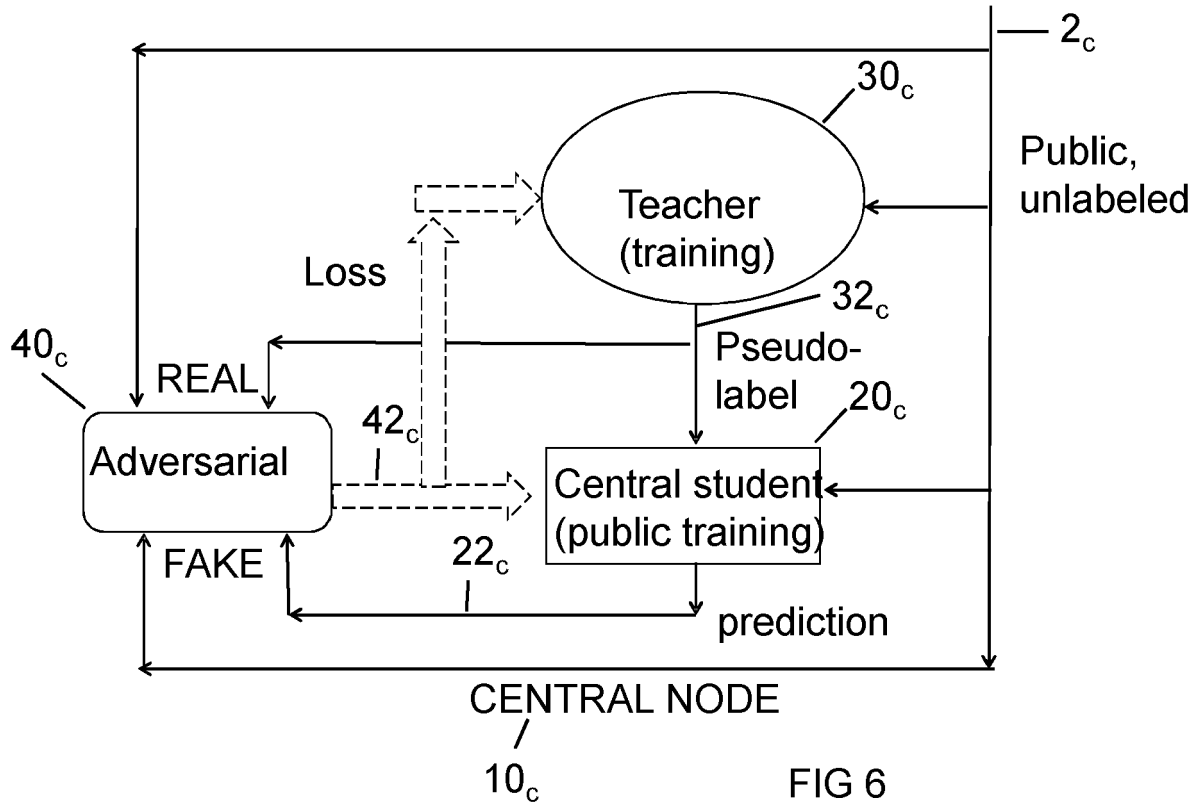 2c
30c
Public,
unlabeled
Teacher
(training)
Loss
32c
40c
REAL
Pseudo-
label
20c
42c
Adversarial
Central student
(public training)
FAKE
22c
prediction
CENTRAL NODE
10c
FIG 6